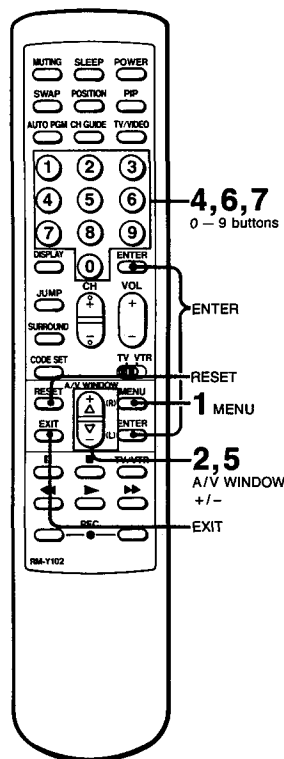 MUTING SLEEP POWER
SWAP POSITION PIP
AUTO PGM CH GUIDE TV/VIDEO
1 2 3
4 5 6
7 8 9
0
4,6,7
0 – 9 buttons
DISPLAY ENTER
CH VOL
+ +
– –
JUMP
SURROUND
ENTER
CODE SET TV VTR
RESET A/V WINDOW MENU
+ (R)
RESET
1 MENU
EXIT – (L) ENTER
2,5
A/V WINDOW
+/–
TV/VTR
EXIT
REC
RM-Y102